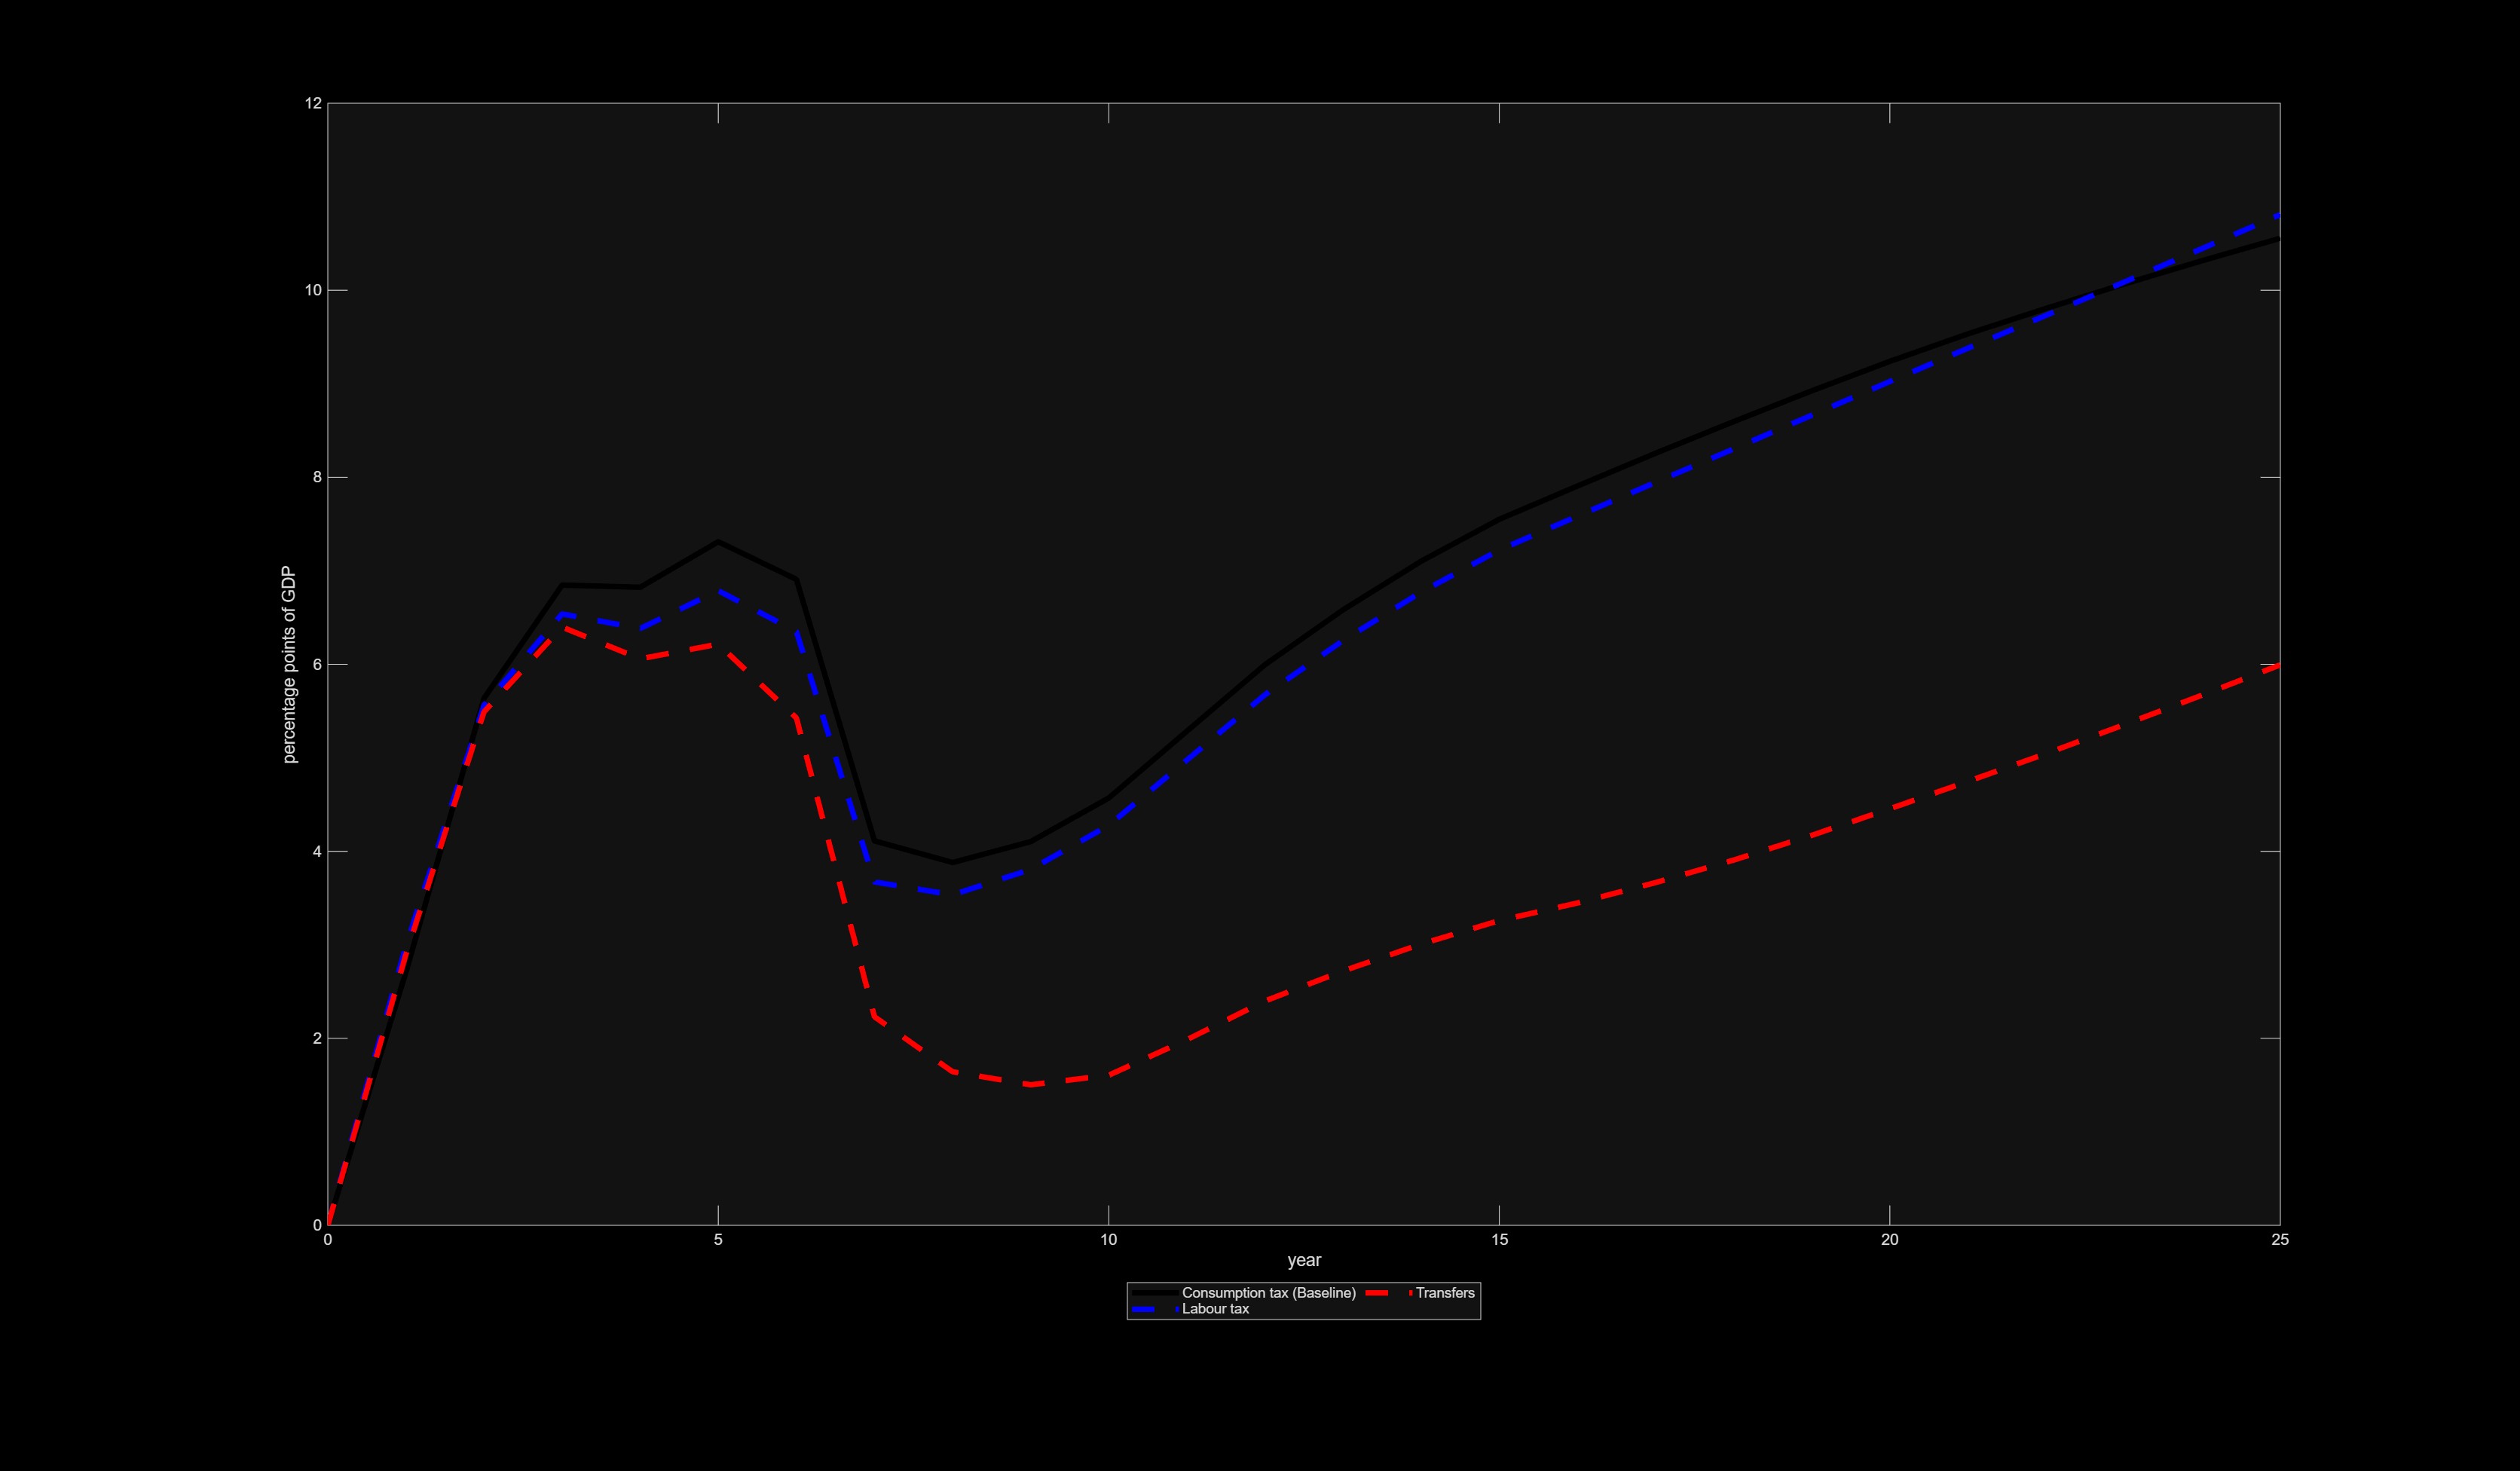 12
10
8
6
4
2
0
percentage points of GDP
0 5 10 15 20 25
year
Consumption tax (Baseline) Transfers
Labour tax